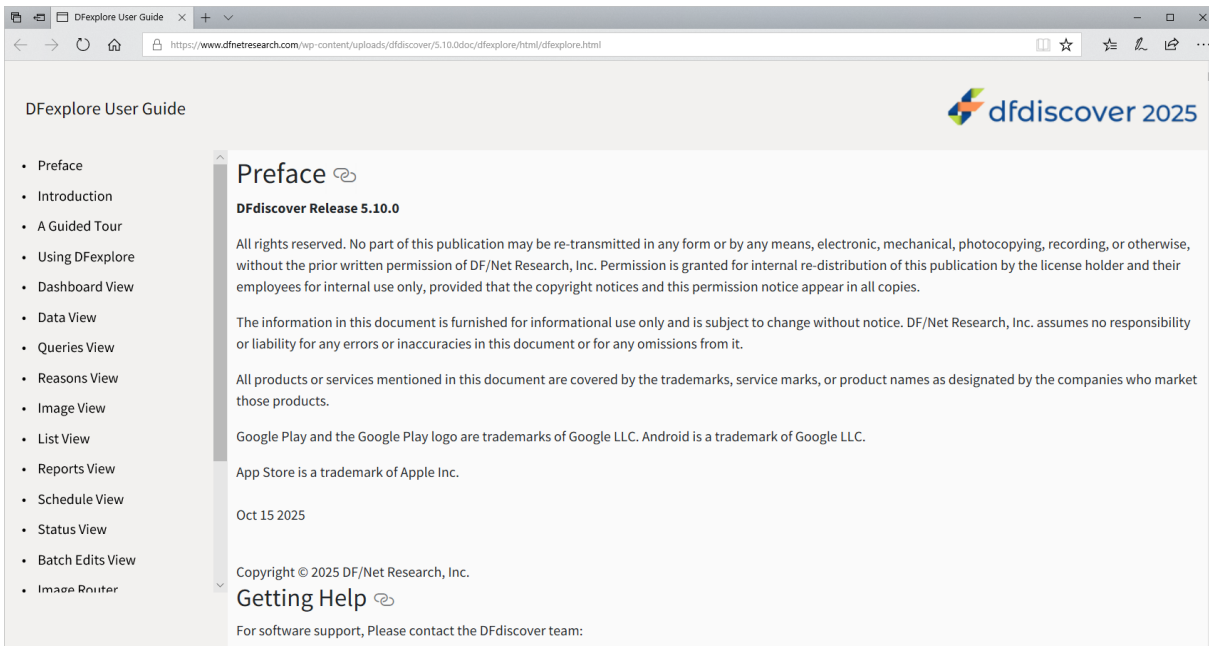 DFexplore User Guide
https://www.dfnetresearch.com/wp-content/uploads/dfdiscover/5.10.0doc/dfexplore/html/dfexplore.html
DFexplore User Guide
dfdiscover 2025
• Preface
• Introduction
• A Guided Tour
• Using DFexplore
• Dashboard View
• Data View
• Queries View
• Reasons View
• Image View
• List View
• Reports View
• Schedule View
• Status View
• Batch Edits View
• Image Router
Preface
DFdiscover Release 5.10.0
All rights reserved. No part of this publication may be re-transmitted in any form or by any means, electronic, mechanical, photocopying, recording, or otherwise,
without the prior written permission of DF/Net Research, Inc. Permission is granted for internal re-distribution of this publication by the license holder and their
employees for internal use only, provided that the copyright notices and this permission notice appear in all copies.
The information in this document is furnished for informational use only and is subject to change without notice. DF/Net Research, Inc. assumes no responsibility
or liability for any errors or inaccuracies in this document or for any omissions from it.
All products or services mentioned in this document are covered by the trademarks, service marks, or product names as designated by the companies who market
those products.
Google Play and the Google Play logo are trademarks of Google LLC. Android is a trademark of Google LLC.
App Store is a trademark of Apple Inc.
Oct 15 2025
Copyright © 2025 DF/Net Research, Inc.
Getting Help
For software support, Please contact the DFdiscover team: